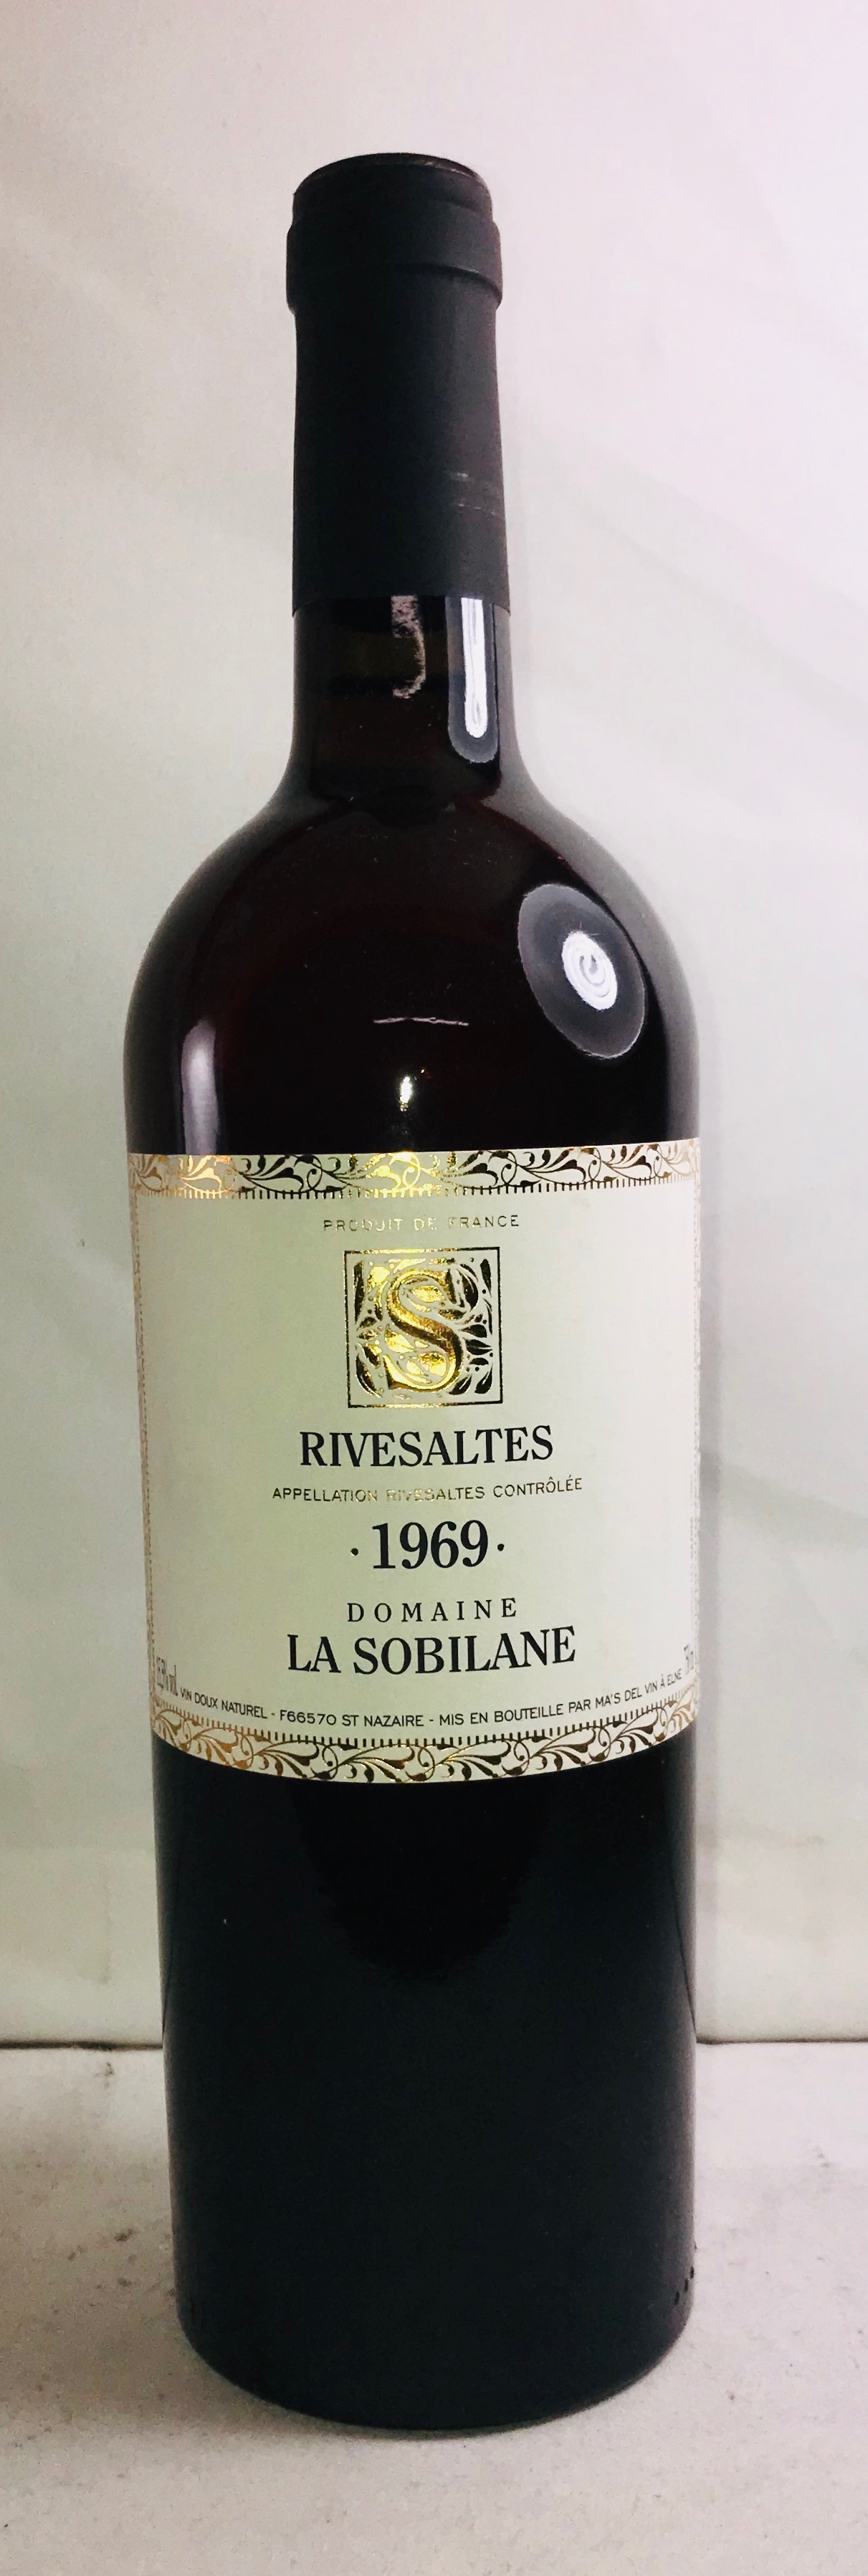 PRODUIT DE FRANCE
S
RIVESALTES
APPELLATION RIVESALTES CONTRÔLÉE
·1969·
DOMAINE
LA SOBILANE
VIN DOUX NATUREL - F66570 ST NAZAIRE - MIS EN BOUTEILLE PAR MA'S DEL VIN À ELNE